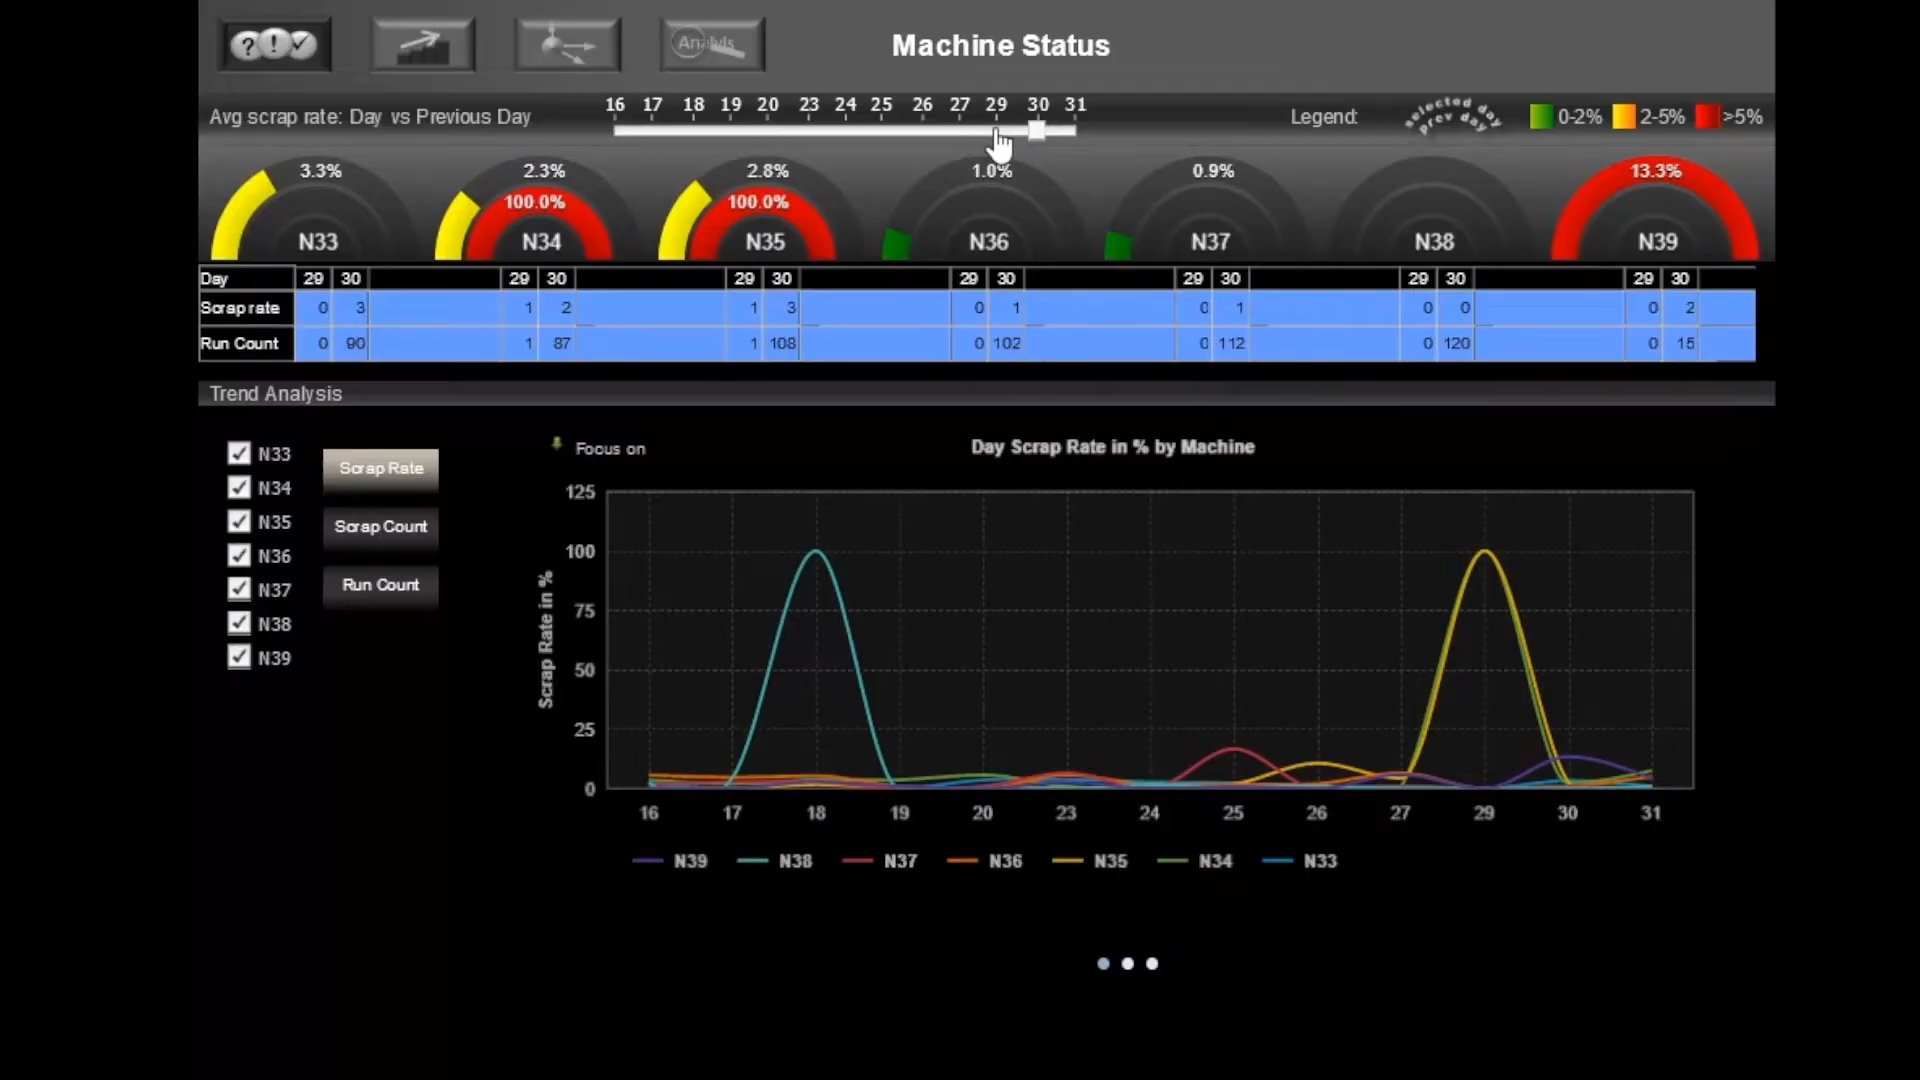 ? ! ✓
Analyis
Machine Status
Avg scrap rate: Day vs Previous Day
16 17 18 19 20 23 24 25 26 27 29 30 31
Legend:
selected day
prev day
0-2% 2-5% >5%
3.3% 2.3% 2.8% 1.0% 0.9% 13.3%
100.0% 100.0%
N33 N34 N35 N36 N37 N38 N39
Day 29 30 29 30 29 30 29 30 29 30 29 30 29 30
Scrap rate 0 3 1 2 1 3 0 1 0 1 0 0 0 2
Run Count 0 90 1 87 1 108 0 102 0 112 0 120 0 15
Trend Analysis
N33
N34
N35
N36
N37
N38
N39
Scrap Rate
Scrap Count
Run Count
Focus on
Day Scrap Rate in % by Machine
Scrap Rate in %
125
100
75
50
25
0
16 17 18 19 20 23 24 25 26 27 29 30 31
N39 N38 N37 N36 N35 N34 N33